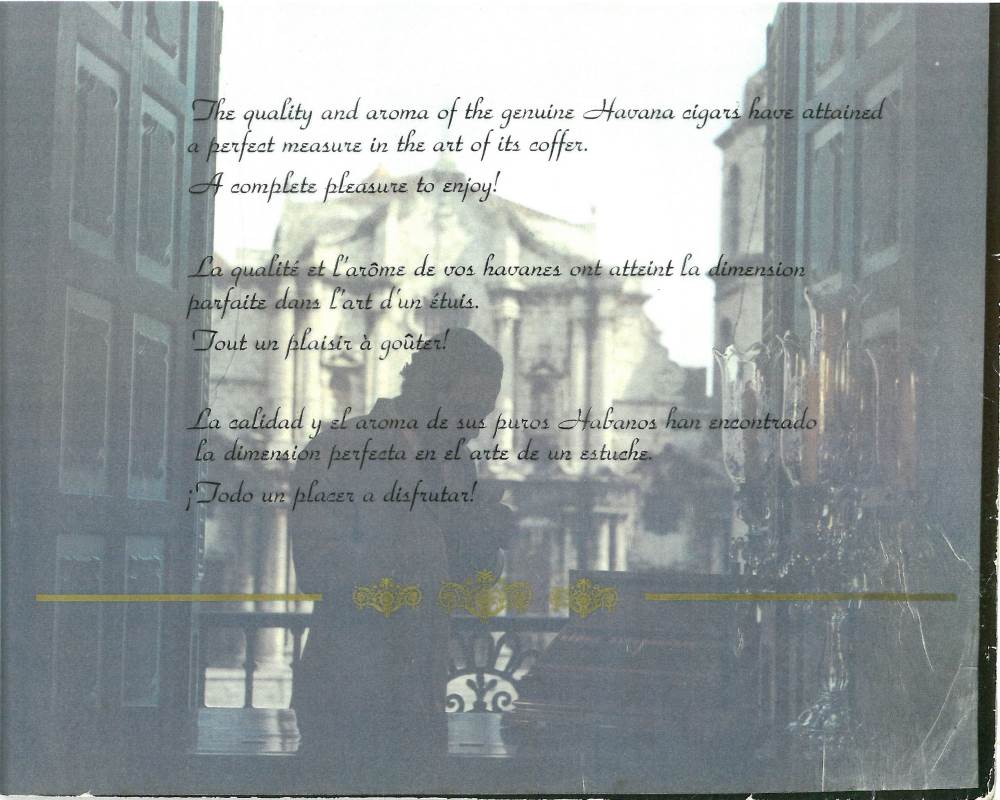 The quality and aroma of the genuine Havana cigars have attained
a perfect measure in the art of its coffer.
A complete pleasure to enjoy!
La qualité et l'arôme de vos havanes ont atteint la dimension
parfaite dans l'art d'un étuis.
Tout un plaisir à goûter!
La calidad y el aroma de sus puros Habanos han encontrado
la dimension perfecta en el arte de un estuche.
¡Todo un placer a disfrutar!